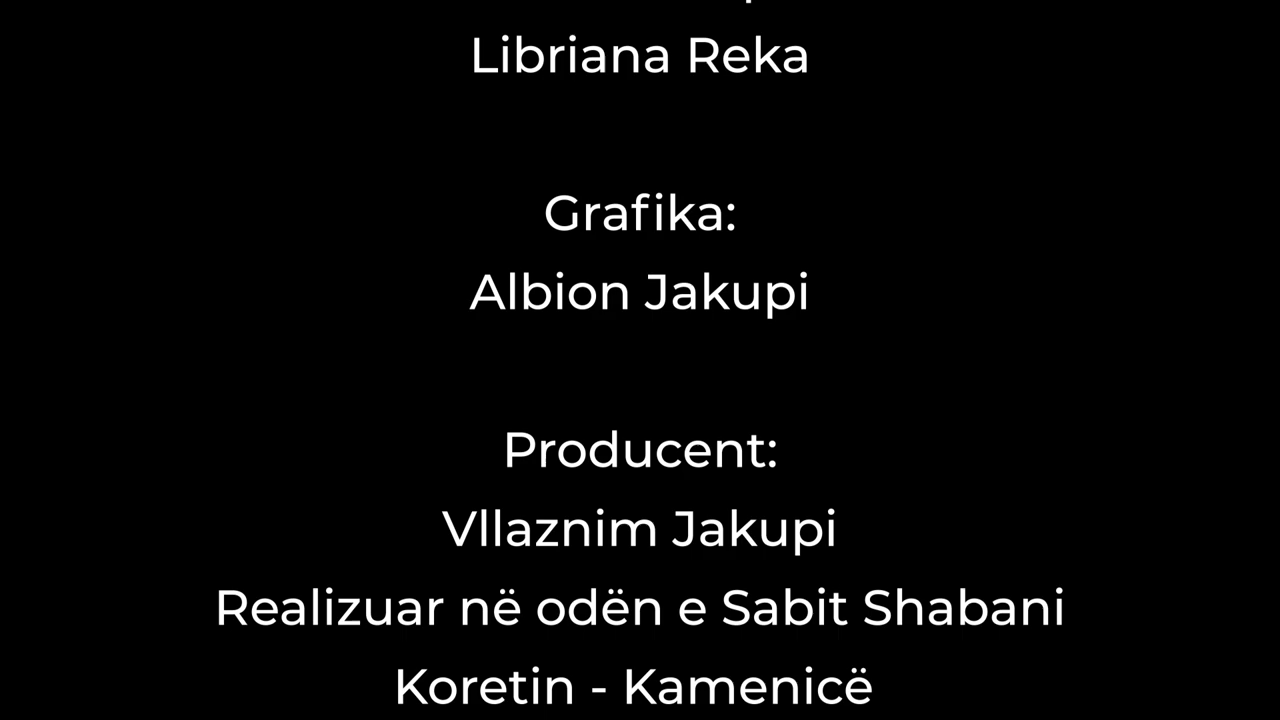 Libriana Reka
Grafika:
Albion Jakupi
Producent:
Vllaznim Jakupi
Realizuar në odën e Sabit Shabani
Koretin - Kamenicë